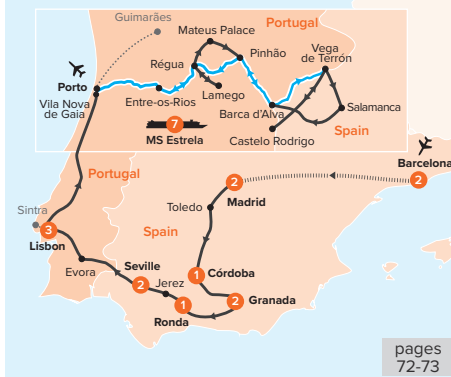 Guimarães
Mateus Palace
Portugal
Régua
Pinhão
Vega
de Terrón
Porto
Vila Nova
de Gaia
Entre-os-Rios
Lamego
Barca d'Alva
Salamanca
7
MS Estrela
Castelo Rodrigo
Spain
Barcelona
2
Portugal
2
Madrid
Toledo
Sintra
3
Lisbon
Spain
Evora
Seville
2
Jerez
1
Córdoba
2
Granada
1
Ronda
pages
72-73